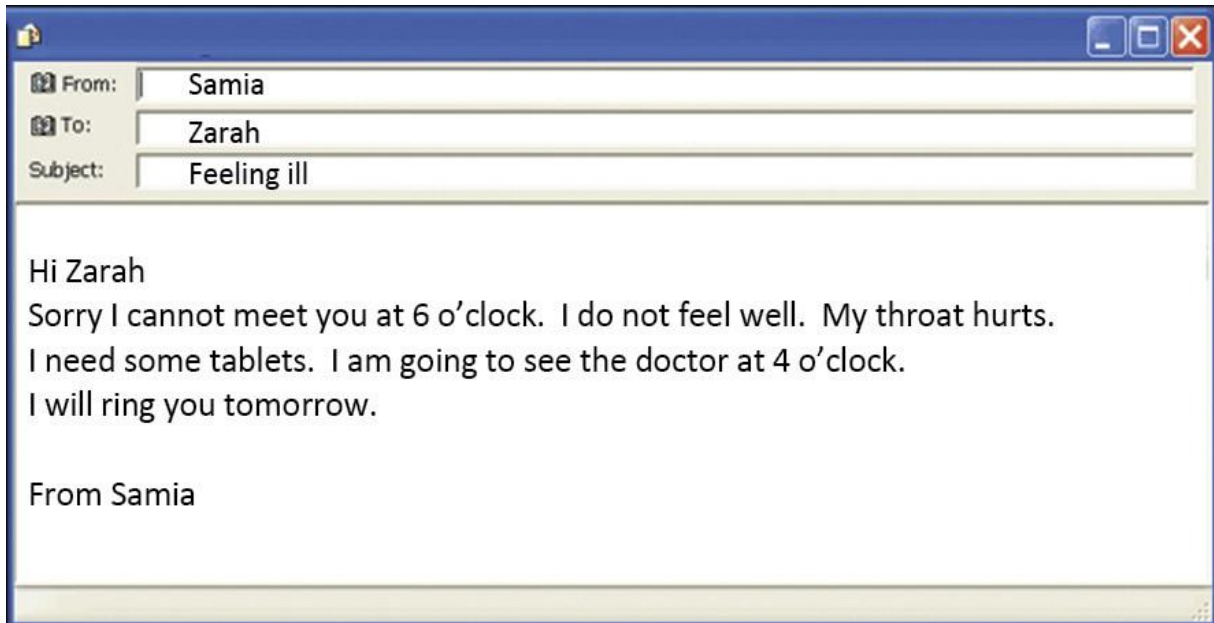 From: Samia
To: Zarah
Subject: Feeling ill
Hi Zarah
Sorry I cannot meet you at 6 o’clock.  I do not feel well.  My throat hurts.
I need some tablets.  I am going to see the doctor at 4 o’clock.
I will ring you tomorrow.
From Samia